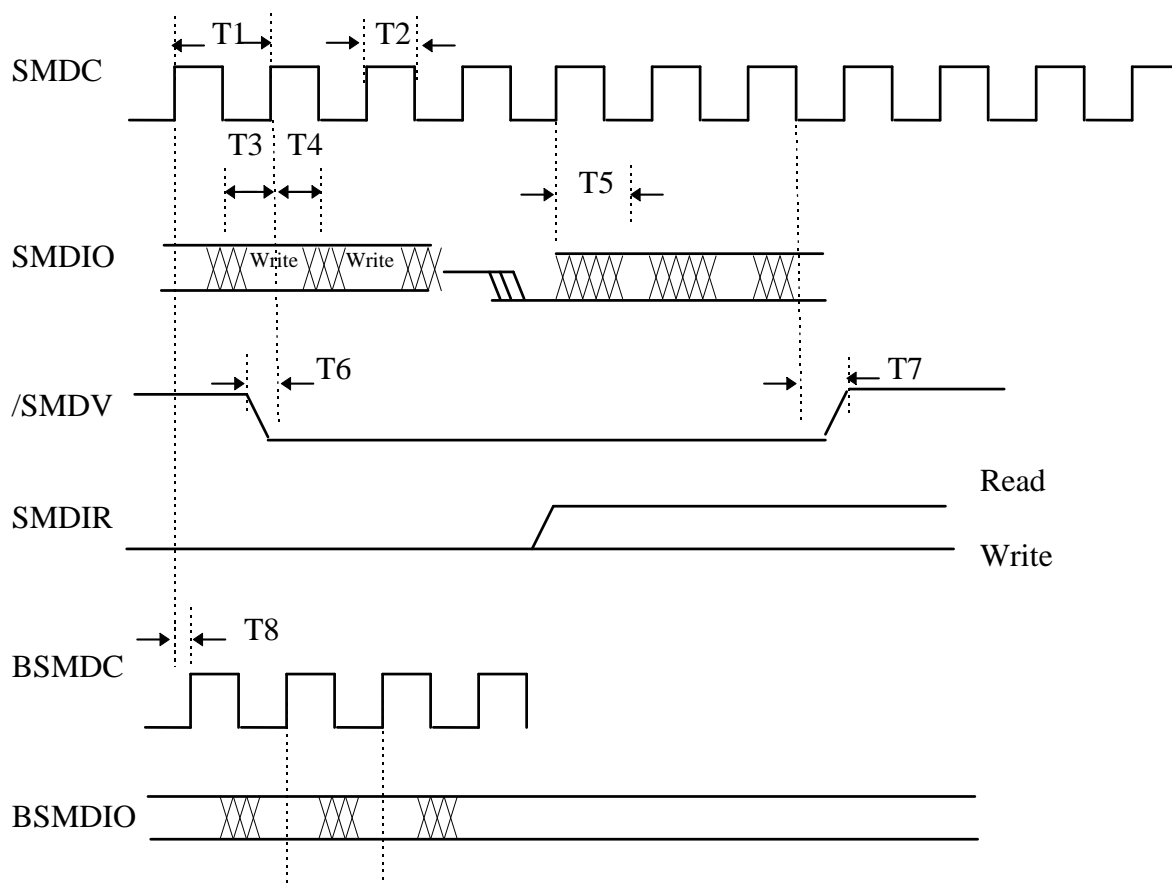 T1
T2
SMDC
T3
T4
T5
SMDIO
Write
Write
T6
T7
/SMDV
Read
SMDIR
Write
T8
BSMDC
BSMDIO